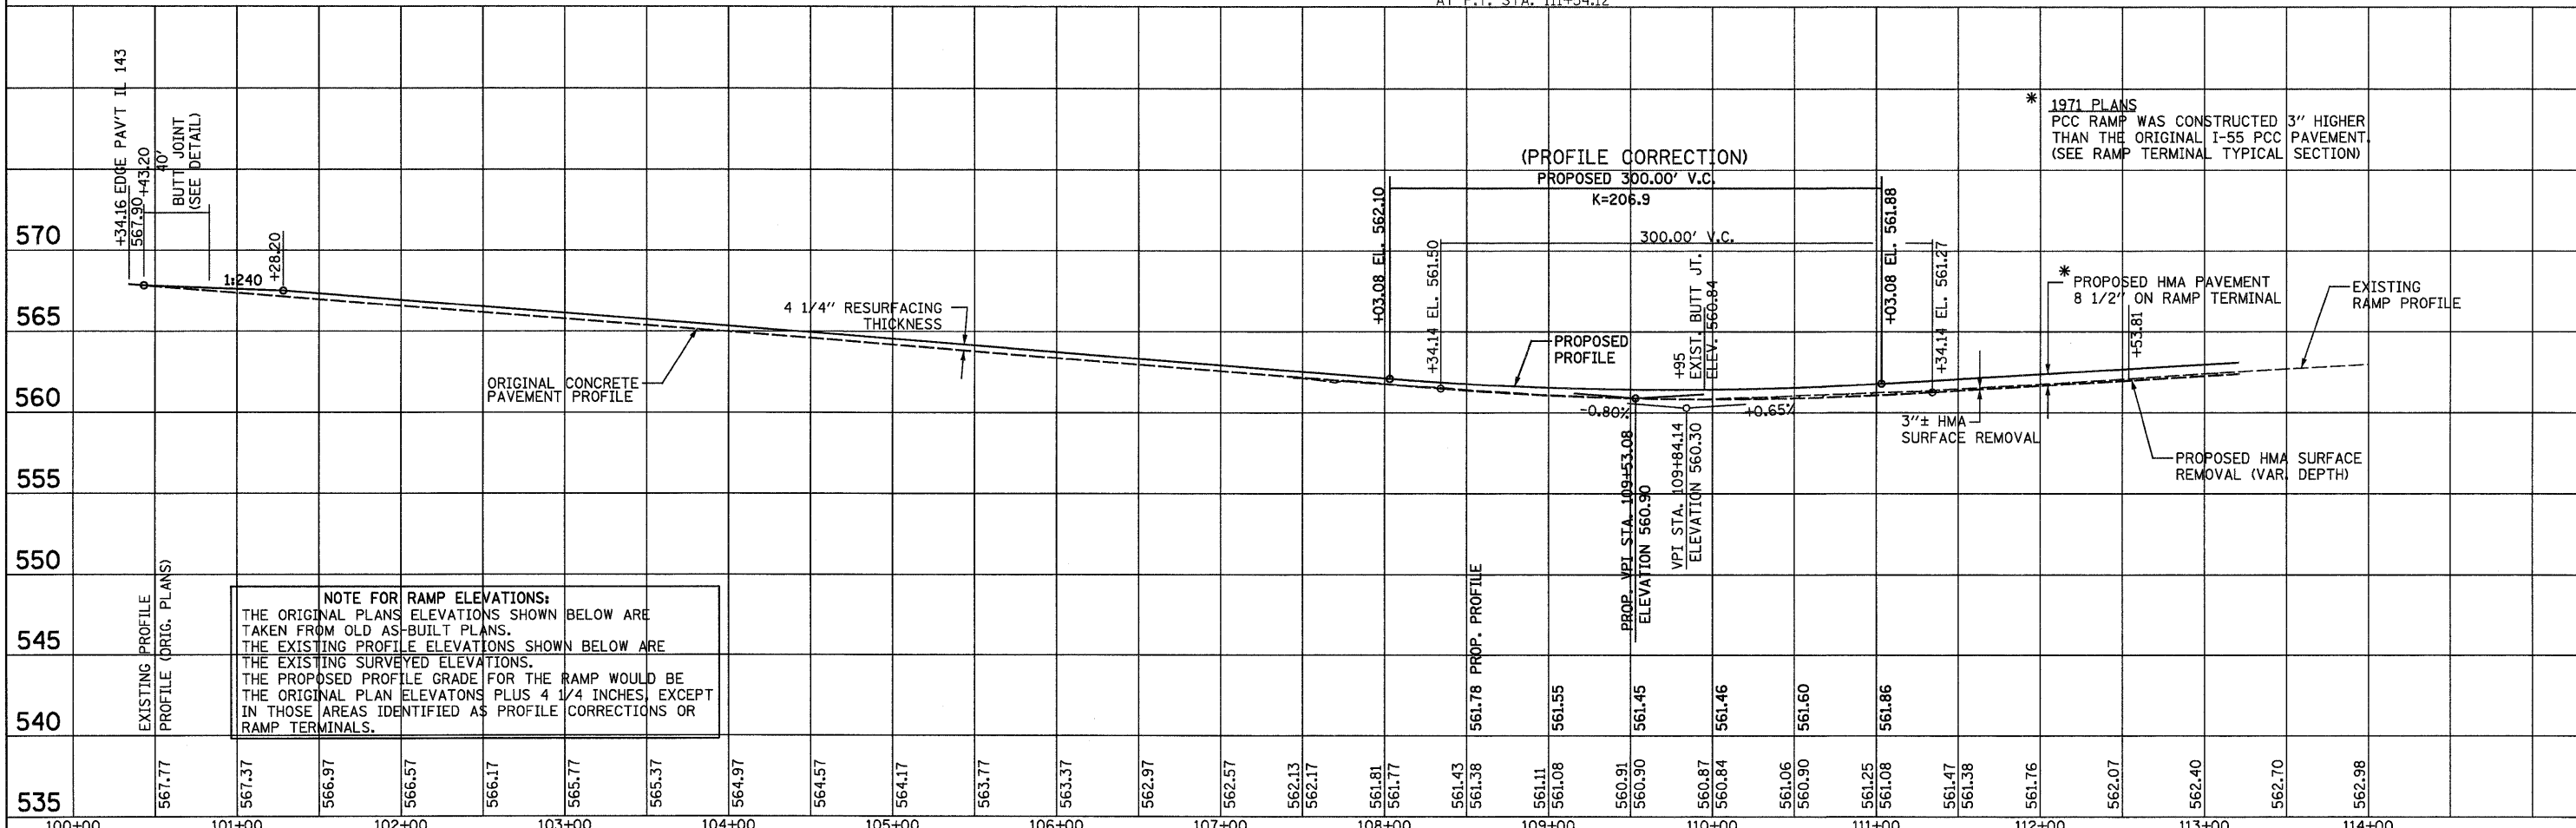 AT P.T. STA. 111+54.12
+34.16 EDGE PAV'T IL 143
567.90 +43.20
40'
BUTT JOINT
(SEE DETAIL)
+28.20
1:240
4 1/4" RESURFACING
THICKNESS
ORIGINAL CONCRETE
PAVEMENT PROFILE
(PROFILE CORRECTION)
PROPOSED 300.00' V.C.
K=206.9
300.00' V.C.
+03.08 EL. 562.10
+34.14 EL. 561.50
+95
EXIST. BUTT JT.
ELEV. 560.84
+03.08 EL. 561.88
+34.14 EL. 561.27
PROPOSED
PROFILE
-0.80%
+0.65%
PROP. VPI STA. 109+53.08
ELEVATION 560.90
VPI STA. 109+84.14
ELEVATION 560.30
* 1971 PLANS
PCC RAMP WAS CONSTRUCTED 3" HIGHER
THAN THE ORIGINAL I-55 PCC PAVEMENT.
(SEE RAMP TERMINAL TYPICAL SECTION)
*
PROPOSED HMA PAVEMENT
8 1/2" ON RAMP TERMINAL
+53.81
EXISTING
RAMP PROFILE
3"± HMA
SURFACE REMOVAL
PROPOSED HMA SURFACE
REMOVAL (VAR. DEPTH)
570
565
560
555
550
545
540
535
EXISTING PROFILE
PROFILE (ORIG. PLANS)
NOTE FOR RAMP ELEVATIONS:
THE ORIGINAL PLANS ELEVATIONS SHOWN BELOW ARE
TAKEN FROM OLD AS-BUILT PLANS.
THE EXISTING PROFILE ELEVATIONS SHOWN BELOW ARE
THE EXISTING SURVEYED ELEVATIONS.
THE PROPOSED PROFILE GRADE FOR THE RAMP WOULD BE
THE ORIGINAL PLAN ELEVATONS PLUS 4 1/4 INCHES, EXCEPT
IN THOSE AREAS IDENTIFIED AS PROFILE CORRECTIONS OR
RAMP TERMINALS.
561.78 PROP. PROFILE
561.55
561.45
561.46
561.60
561.86
567.77
567.37
566.97
566.57
566.17
565.77
565.37
564.97
564.57
564.17
563.77
563.37
562.97
562.57
562.13
562.17
561.81
561.77
561.43
561.38
561.11
561.08
560.91
560.90
560.87
560.84
561.06
560.90
561.25
561.08
561.47
561.38
561.76
562.07
562.40
562.70
562.98
100+00
101+00
102+00
103+00
104+00
105+00
106+00
107+00
108+00
109+00
110+00
111+00
112+00
113+00
114+00